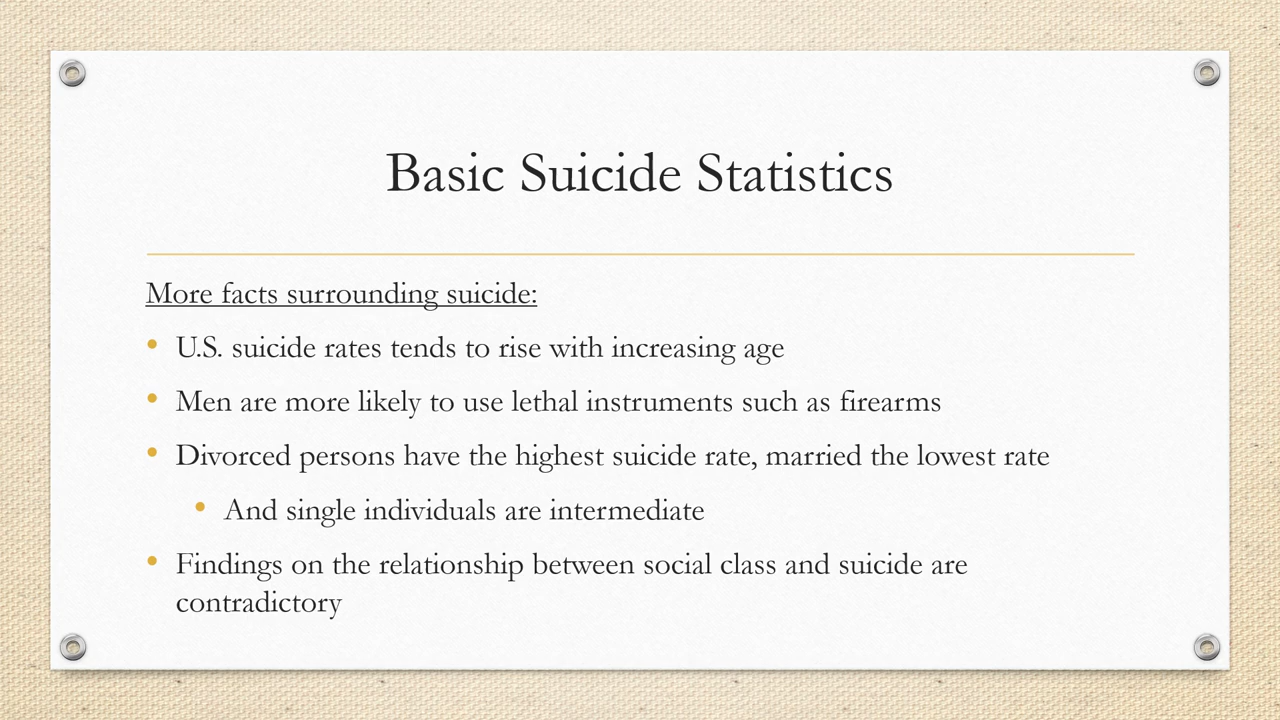 Basic Suicide Statistics
More facts surrounding suicide:
• U.S. suicide rates tends to rise with increasing age
• Men are more likely to use lethal instruments such as firearms
• Divorced persons have the highest suicide rate, married the lowest rate
• And single individuals are intermediate
• Findings on the relationship between social class and suicide are
contradictory